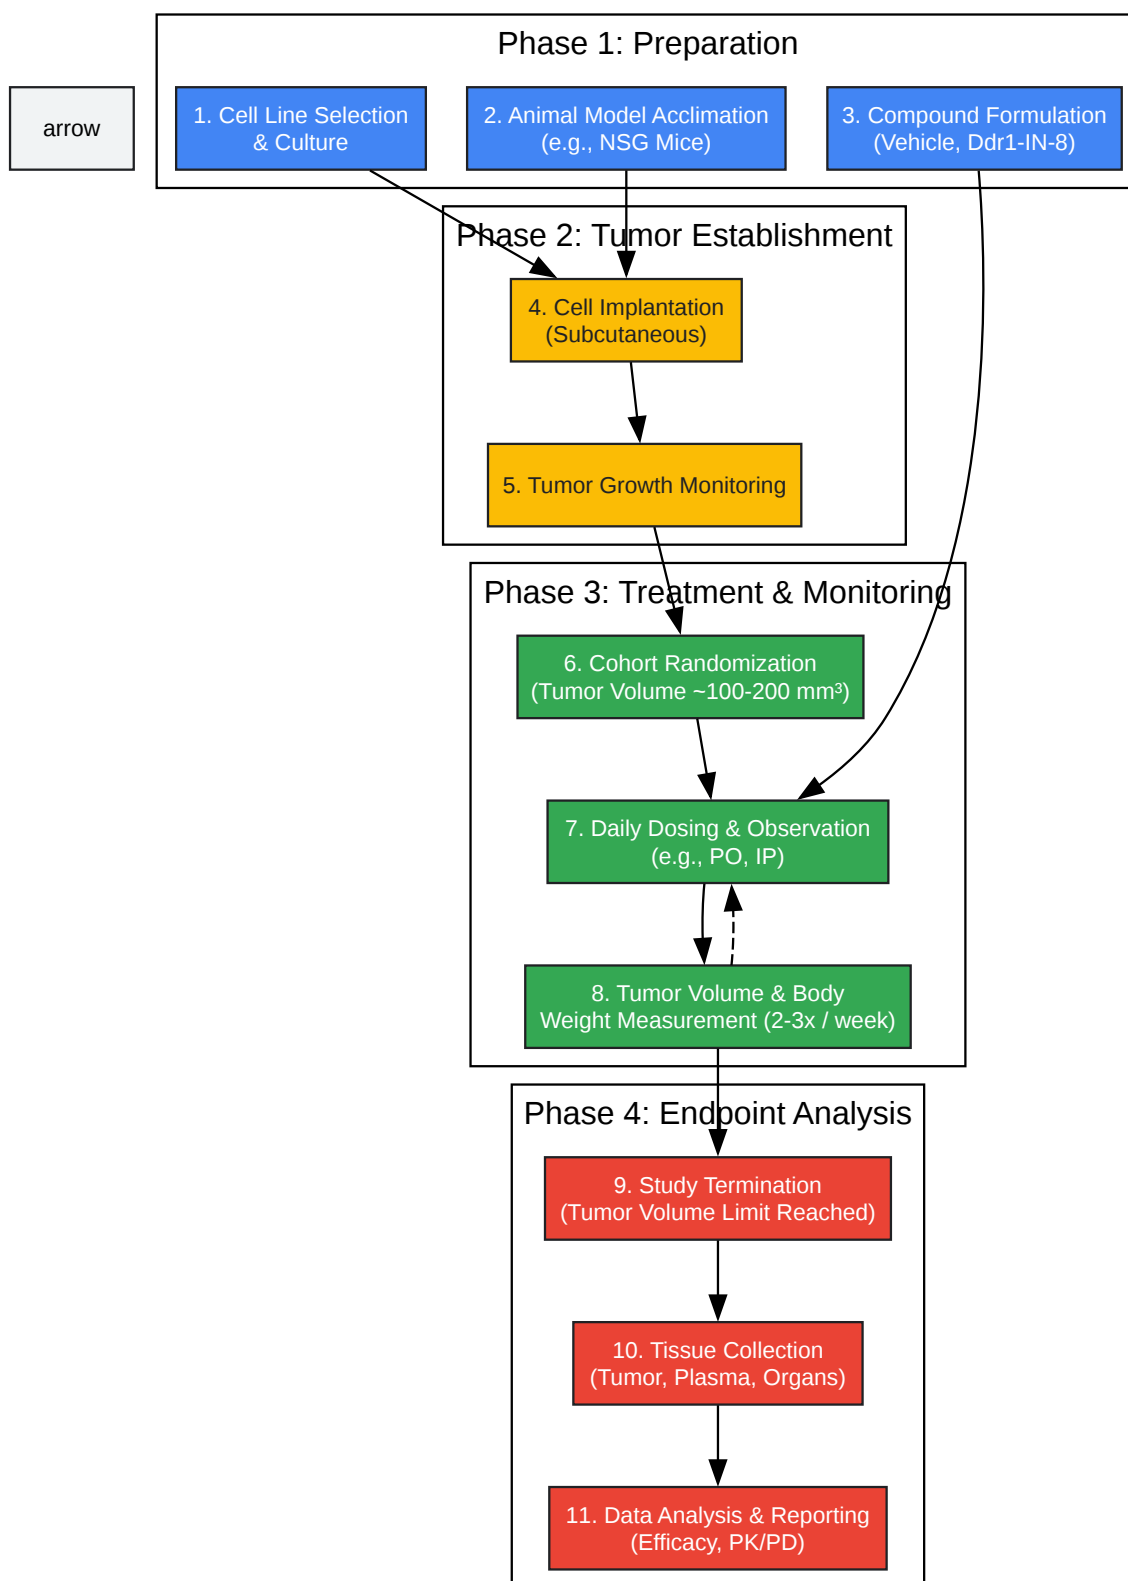 Phase 1: Preparation
arrow
1. Cell Line Selection
& Culture
2. Animal Model Acclimation
(e.g., NSG Mice)
3. Compound Formulation
(Vehicle, Ddr1-IN-8)
Phase 2: Tumor Establishment
4. Cell Implantation
(Subcutaneous)
5. Tumor Growth Monitoring
Phase 3: Treatment & Monitoring
6. Cohort Randomization
(Tumor Volume ~100-200 mm³)
7. Daily Dosing & Observation
(e.g., PO, IP)
8. Tumor Volume & Body
Weight Measurement (2-3x / week)
Phase 4: Endpoint Analysis
9. Study Termination
(Tumor Volume Limit Reached)
10. Tissue Collection
(Tumor, Plasma, Organs)
11. Data Analysis & Reporting
(Efficacy, PK/PD)